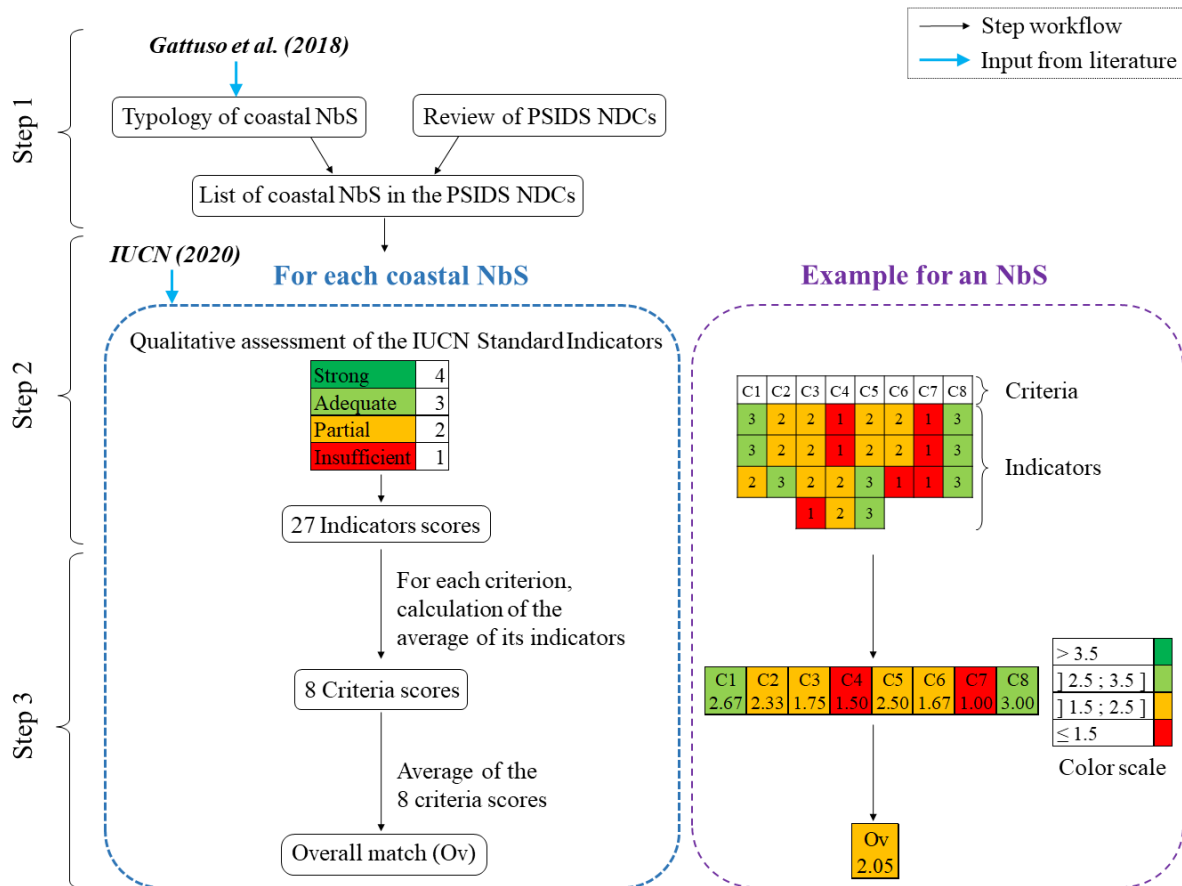 Step workflow
Input from literature
Step 1
Gattuso et al. (2018)
Typology of coastal NbS
Review of PSIDS NDCs
List of coastal NbS in the PSIDS NDCs
Step 2
IUCN (2020)
For each coastal NbS
Qualitative assessment of the IUCN Standard Indicators
Strong 4
Adequate 3
Partial 2
Insufficient 1
27 Indicators scores
Example for an NbS
C1 C2 C3 C4 C5 C6 C7 C8
Criteria
3 2 2 1 2 2 1 3
3 2 2 1 2 2 1 3
2 3 2 2 3 1 1 3
1 2 3
Indicators
Step 3
For each criterion,
calculation of the
average of its indicators
8 Criteria scores
Average of the
8 criteria scores
Overall match (Ov)
C1 C2 C3 C4 C5 C6 C7 C8
2.67 2.33 1.75 1.50 2.50 1.67 1.00 3.00
> 3.5
] 2.5 ; 3.5 ]
] 1.5 ; 2.5 ]
≤ 1.5
Color scale
Ov
2.05